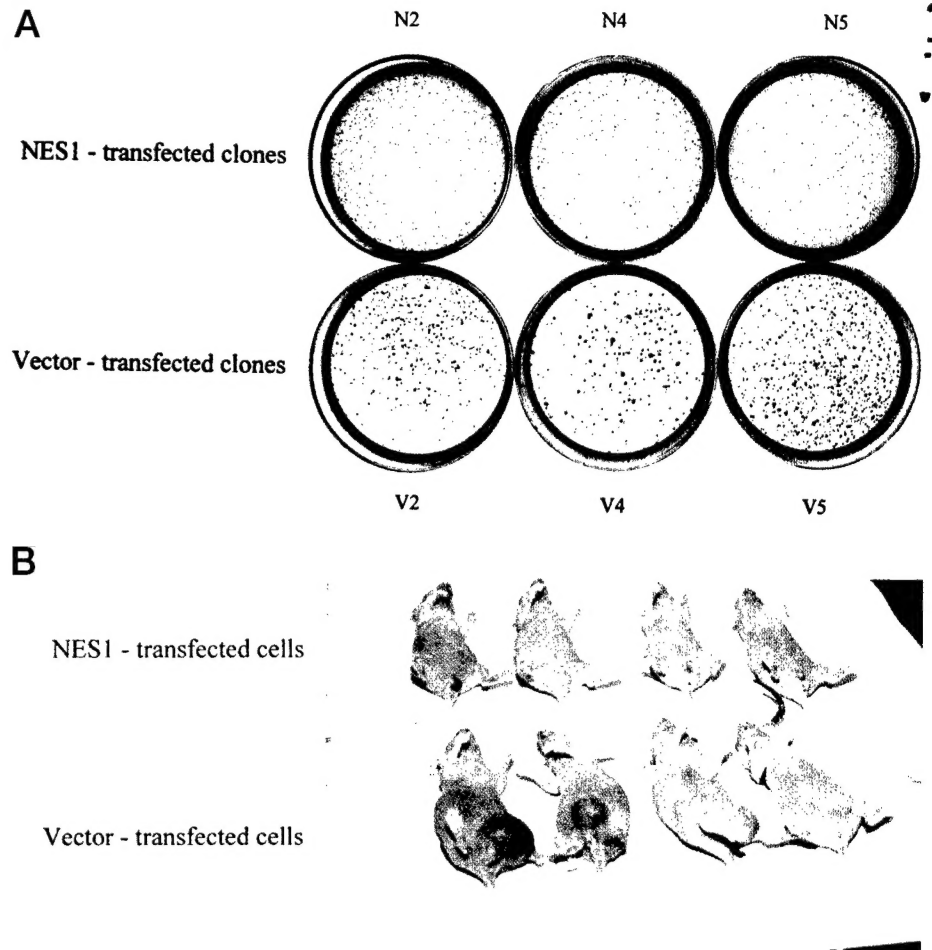 A
N2 N4 N5
NES1 - transfected clones
Vector - transfected clones
V2 V4 V5
B
NES1 - transfected cells
Vector - transfected cells